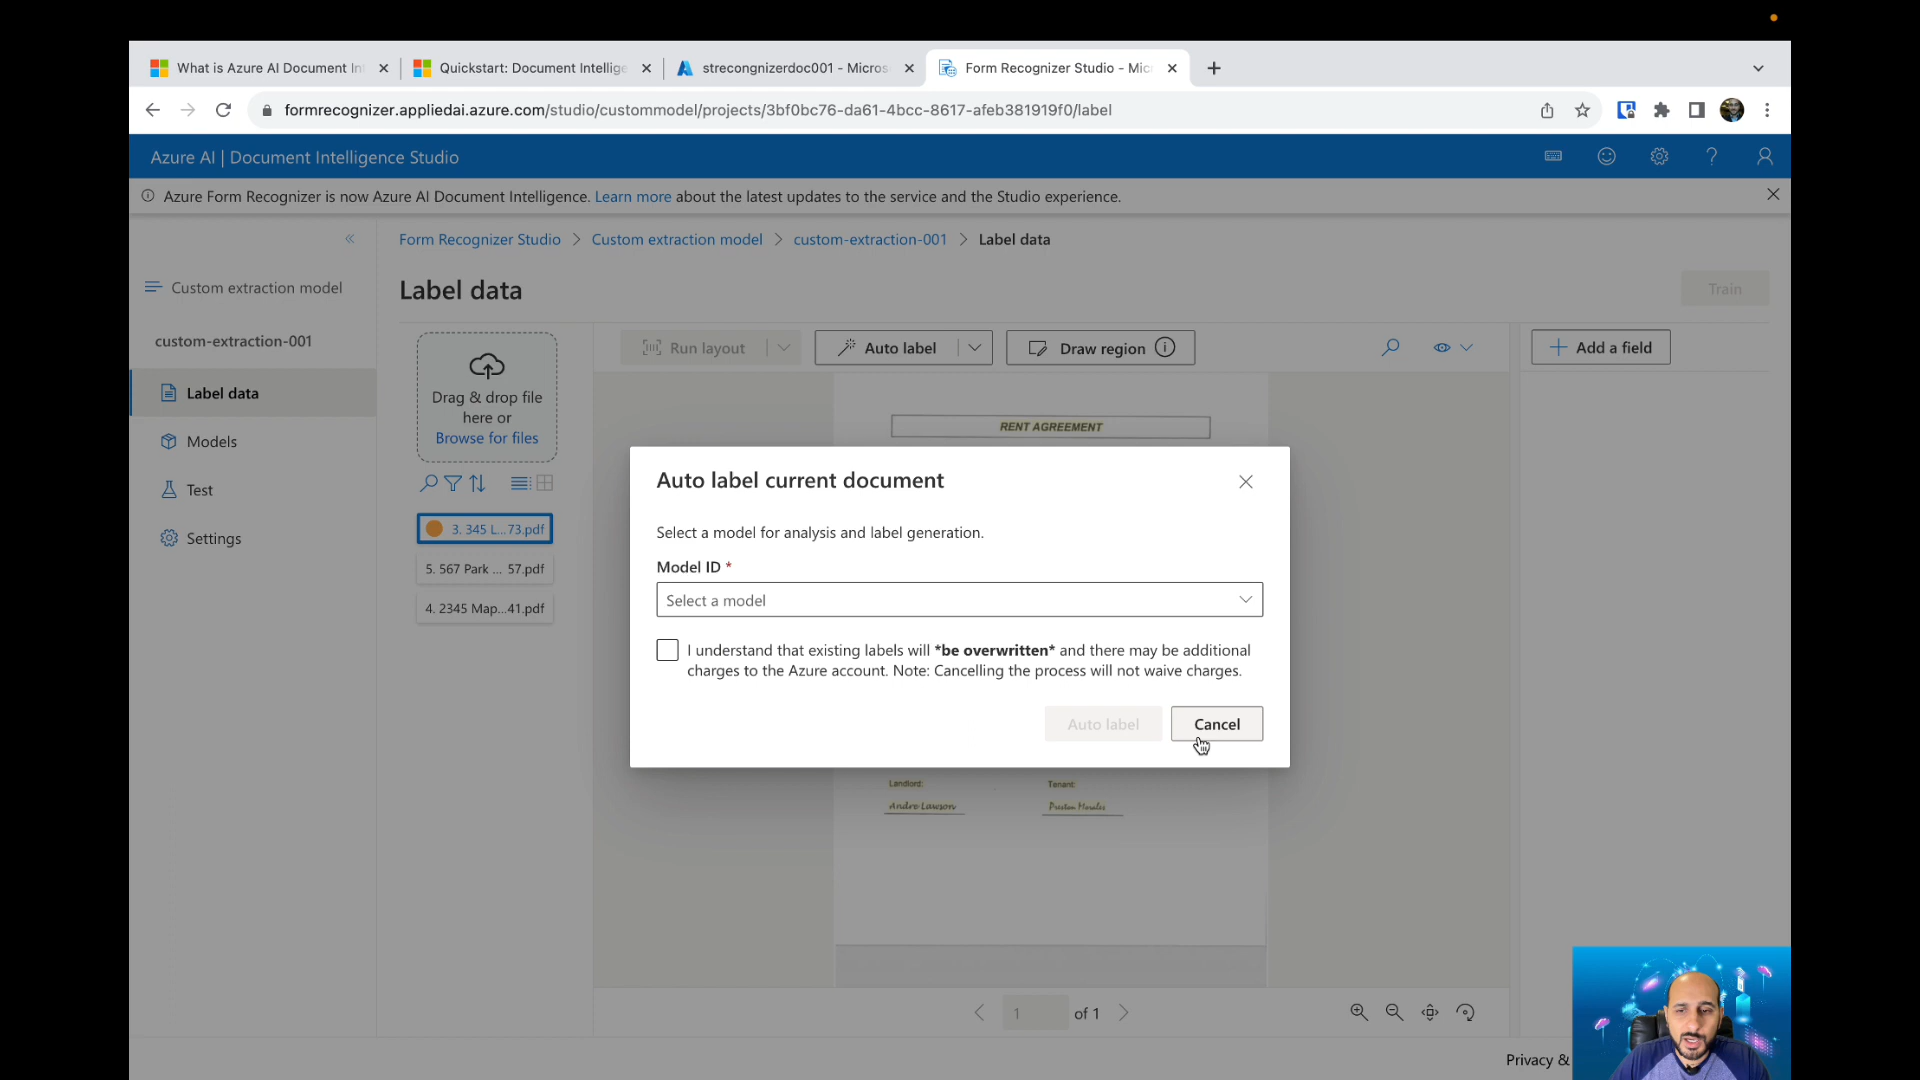 What is Azure AI Document In
Quickstart: Document Intellige
strecongnizerdoc001 - Micros
Form Recognizer Studio - Mic
formrecognizer.appliedai.azure.com/studio/custommodel/projects/3bf0bc76-da61-4bcc-8617-afeb381919f0/label
Azure AI | Document Intelligence Studio
Azure Form Recognizer is now Azure AI Document Intelligence. Learn more about the latest updates to the service and the Studio experience.
Form Recognizer Studio > Custom extraction model > custom-extraction-001 > Label data
Custom extraction model
custom-extraction-001
Label data
Models
Test
Settings
Label data
Train
Drag & drop file
here or
Browse for files
3. 345 L...73.pdf
5. 567 Park ... 57.pdf
4. 2345 Map...41.pdf
Run layout
Auto label
Draw region
Add a field
RENT AGREEMENT
Auto label current document
Select a model for analysis and label generation.
Model ID *
Select a model
I understand that existing labels will *be overwritten* and there may be additional
charges to the Azure account. Note: Cancelling the process will not waive charges.
Auto label
Cancel
Landlord:
Tenant:
Andre Lawson
Preston Morales
1 of 1
Privacy &